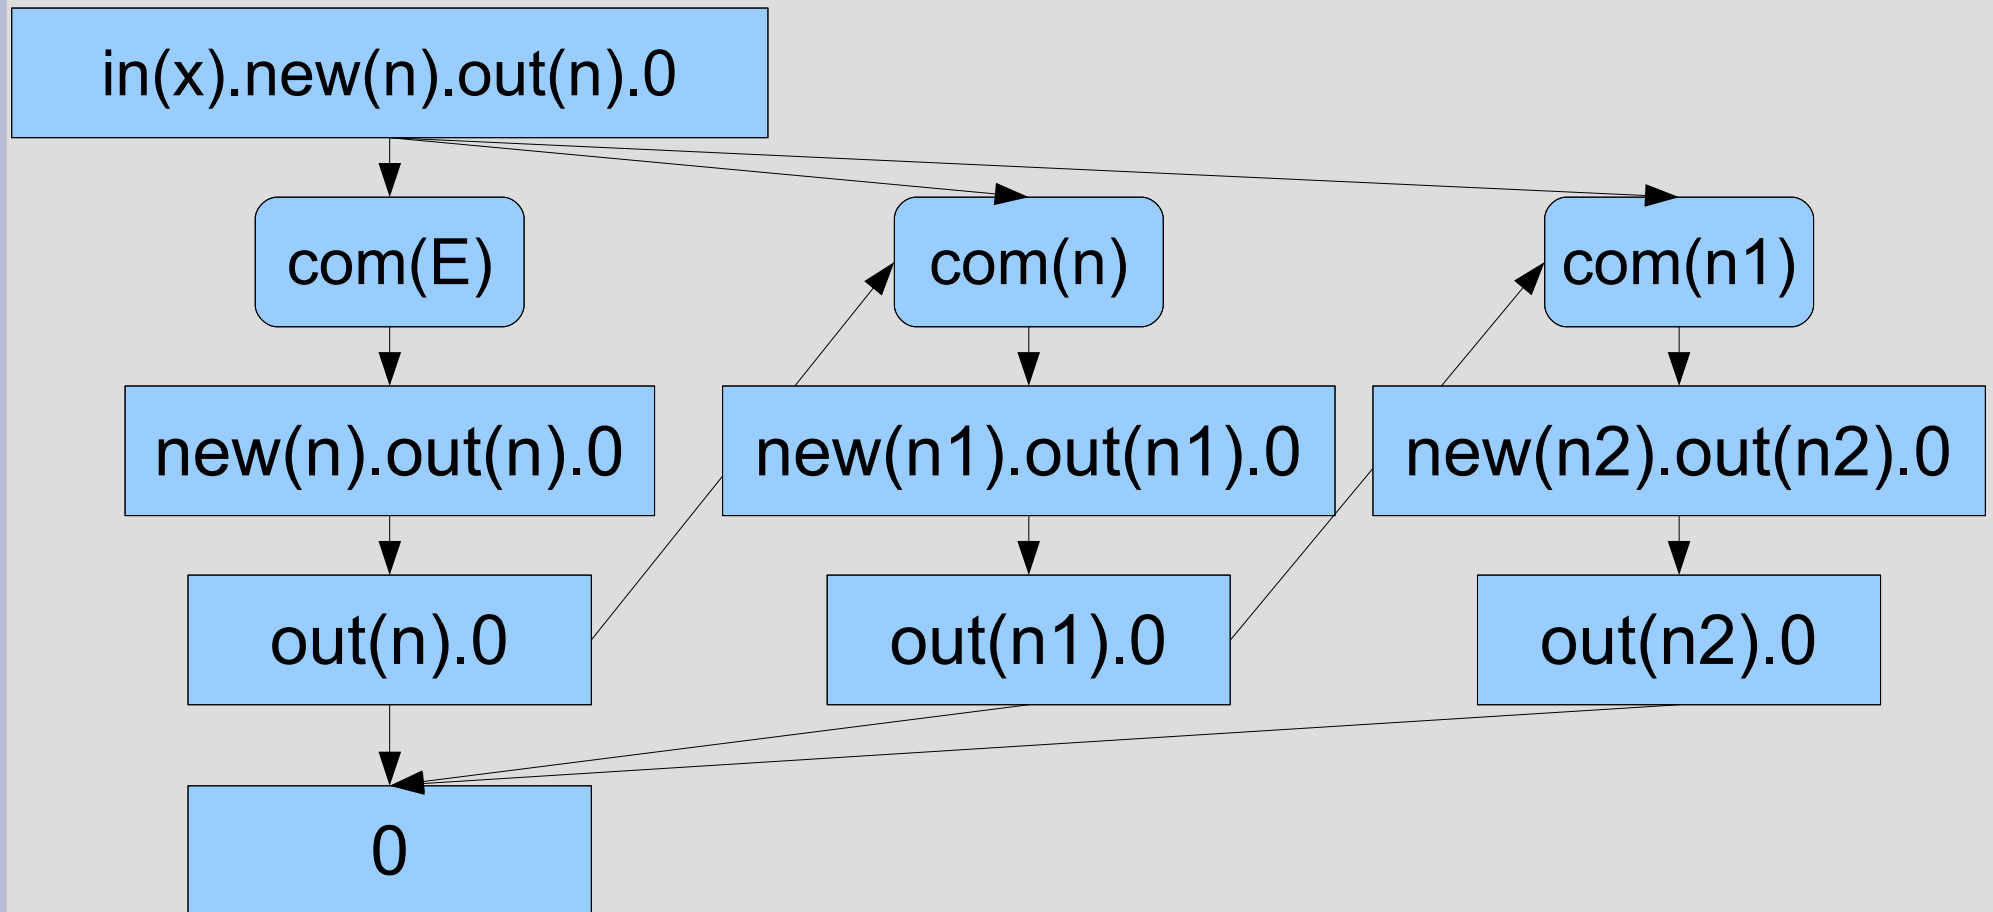 in(x).new(n).out(n).0
com(E)
com(n)
com(n1)
new(n).out(n).0
new(n1).out(n1).0
new(n2).out(n2).0
out(n).0
out(n1).0
out(n2).0
0